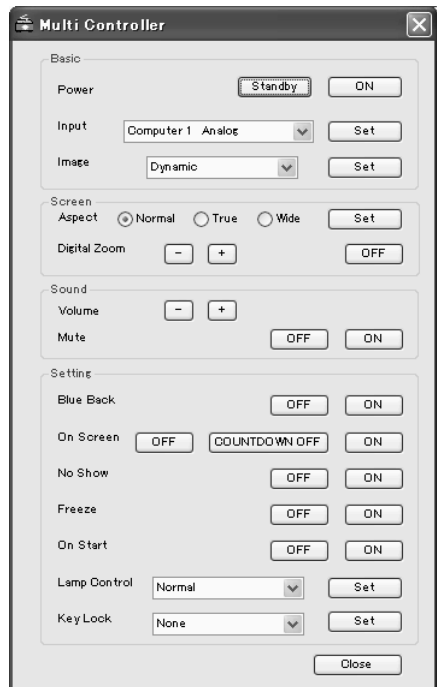 Multi Controller
Basic
Power Standby ON
Input Computer 1 Analog Set
Image Dynamic Set
Screen
Aspect Normal True Wide Set
Digital Zoom - + OFF
Sound
Volume - +
Mute OFF ON
Setting
Blue Back OFF ON
On Screen OFF COUNTDOWN OFF ON
No Show OFF ON
Freeze OFF ON
On Start OFF ON
Lamp Control Normal Set
Key Lock None Set
Close